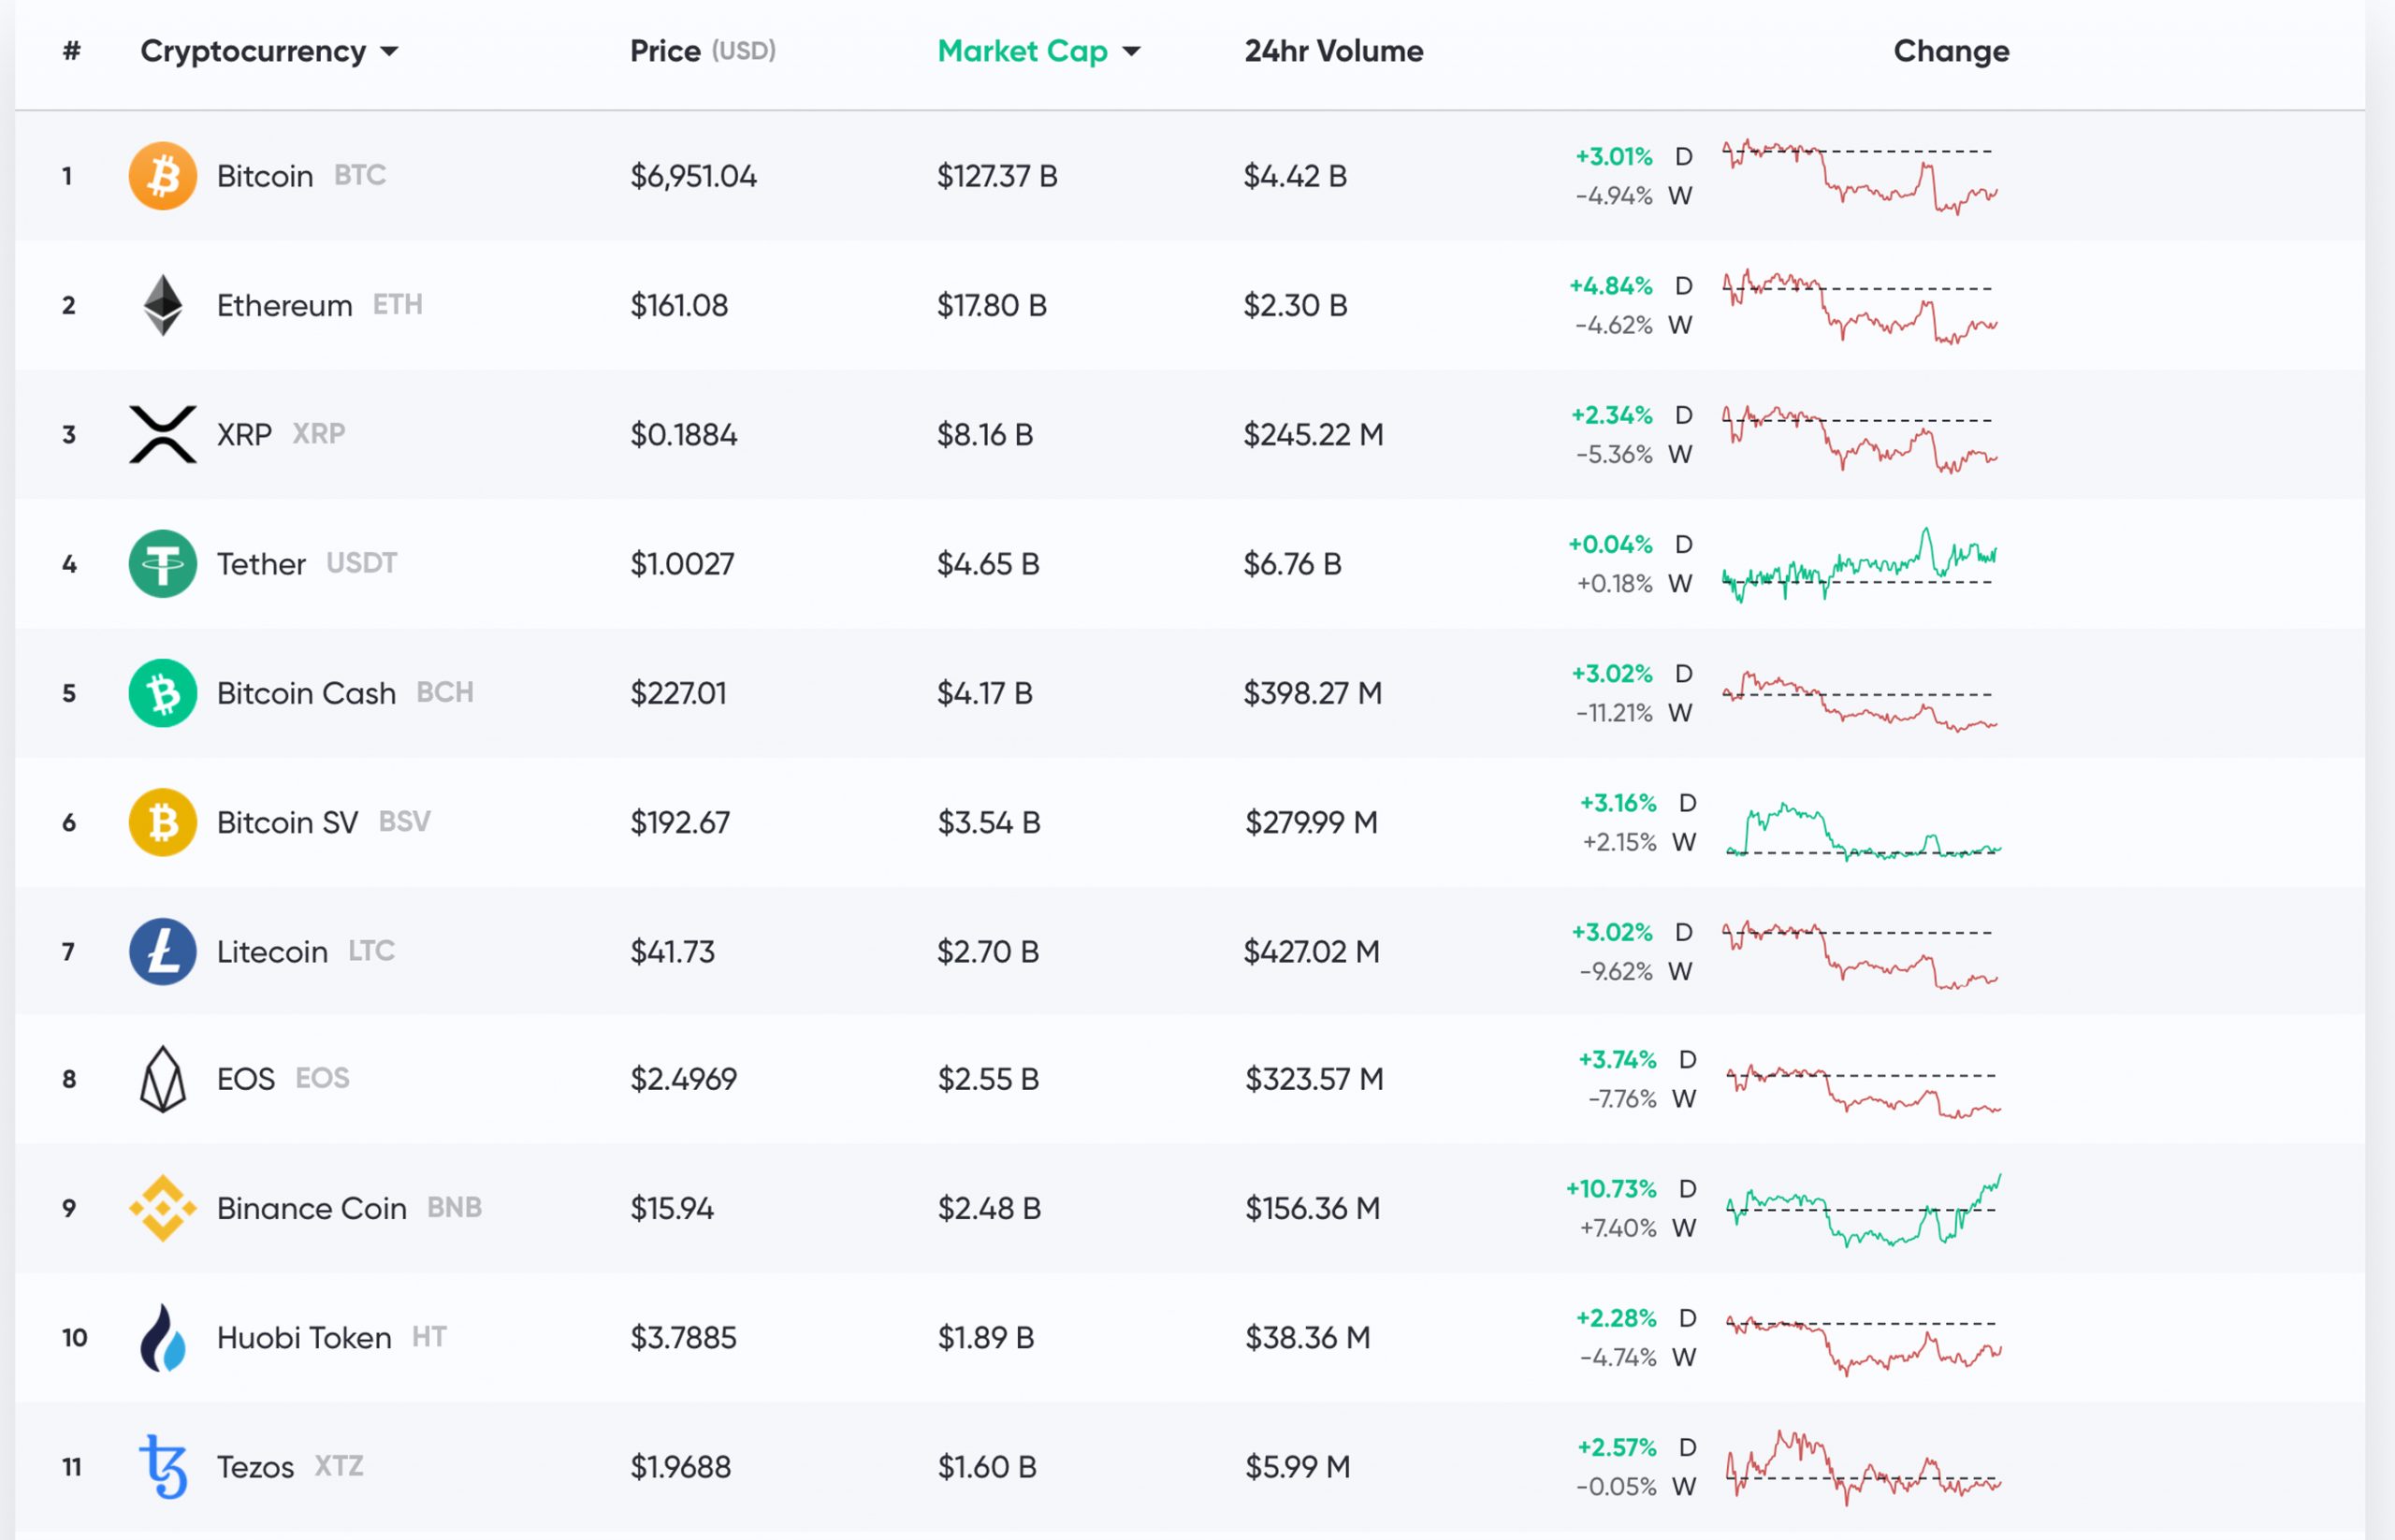 # Cryptocurrency Price (USD) Market Cap 24hr Volume Change
1 Bitcoin BTC $6,951.04 $127.37 B $4.42 B +3.01% D
-4.94% W
2 Ethereum ETH $161.08 $17.80 B $2.30 B +4.84% D
-4.62% W
3 XRP XRP $0.1884 $8.16 B $245.22 M +2.34% D
-5.36% W
4 Tether USDT $1.0027 $4.65 B $6.76 B +0.04% D
+0.18% W
5 Bitcoin Cash BCH $227.01 $4.17 B $398.27 M +3.02% D
-11.21% W
6 Bitcoin SV BSV $192.67 $3.54 B $279.99 M +3.16% D
+2.15% W
7 Litecoin LTC $41.73 $2.70 B $427.02 M +3.02% D
-9.62% W
8 EOS EOS $2.4969 $2.55 B $323.57 M +3.74% D
-7.76% W
9 Binance Coin BNB $15.94 $2.48 B $156.36 M +10.73% D
+7.40% W
10 Huobi Token HT $3.7885 $1.89 B $38.36 M +2.28% D
-4.74% W
11 Tezos XTZ $1.9688 $1.60 B $5.99 M +2.57% D
-0.05% W